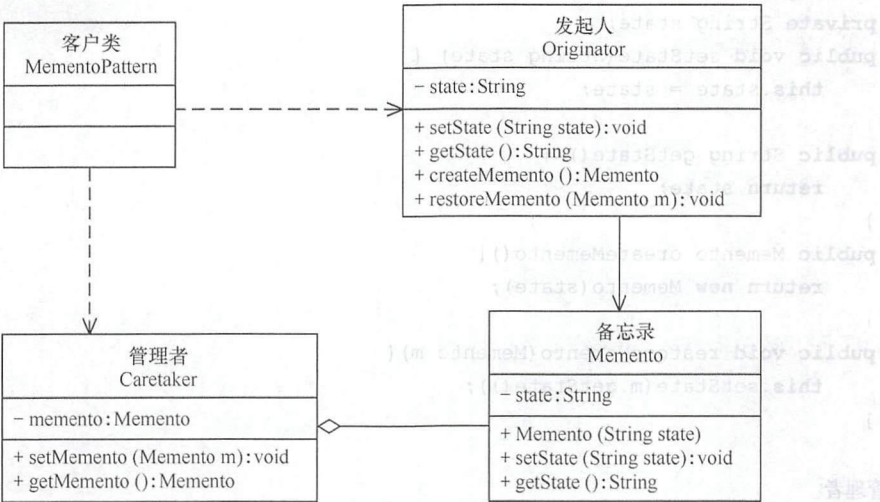 客户类
MementoPattern
发起人
Originator
- state:String
+ setState (String state):void
+ getState ():String
+ createMemento ():Memento
+ restoreMemento (Memento m):void
管理者
Caretaker
- memento:Memento
+ setMemento (Memento m):void
+ getMemento ():Memento
备忘录
Memento
- state:String
+ Memento (String state)
+ setState (String state):void
+ getState ():String